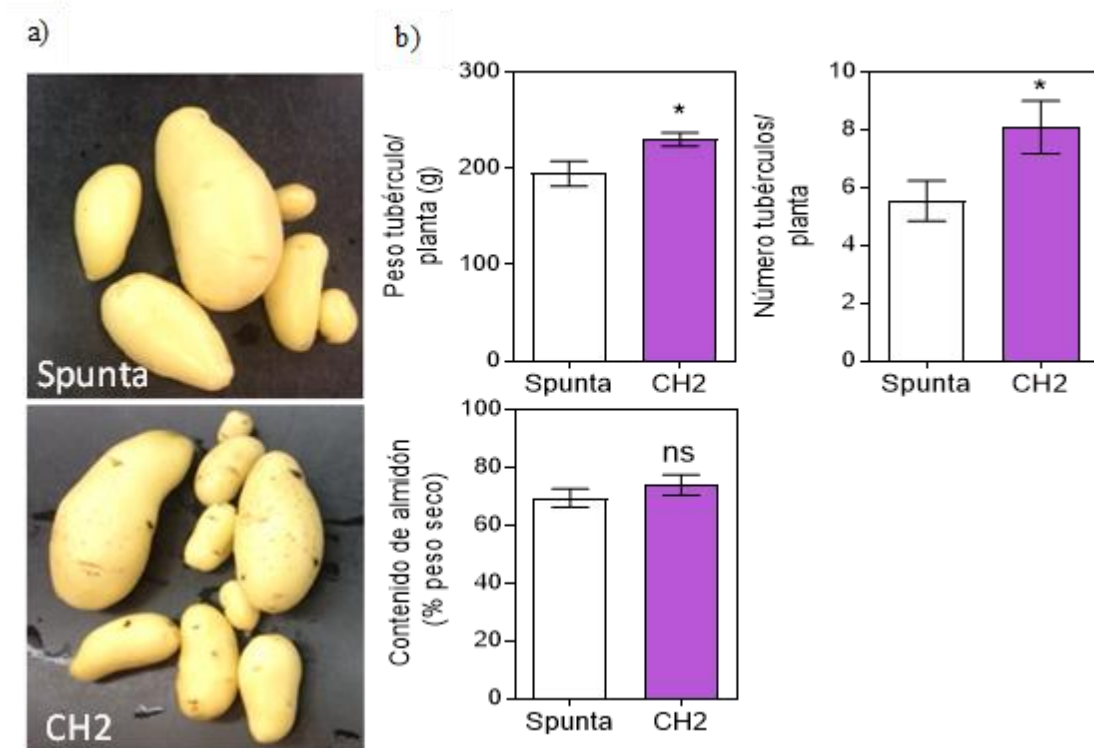 a)
Spunta
CH2
b)
Peso tubérculo/
planta (g)
300
200
100
0
*
Spunta
CH2
Número tubérculos/
planta
10
8
6
4
2
0
*
Spunta
CH2
Contenido de almidón
(% peso seco)
100
80
60
40
20
0
ns
Spunta
CH2